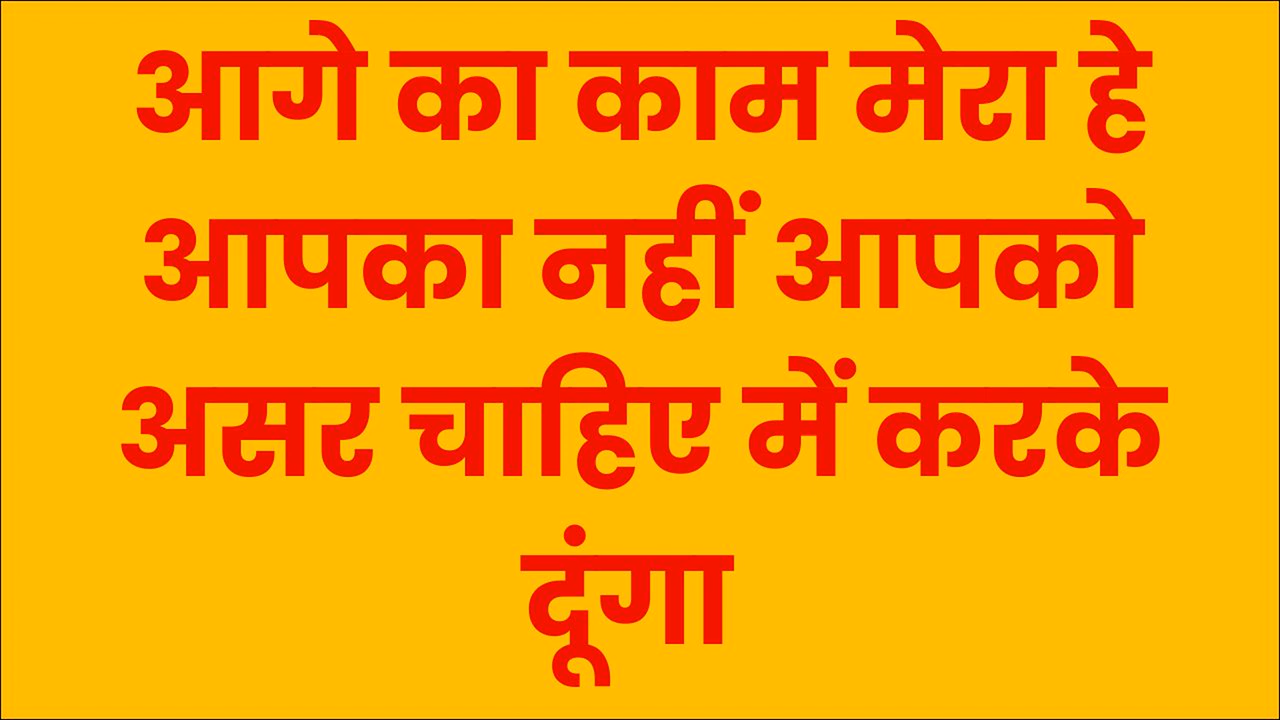 आगे का काम मेरा हे
आपका नहीं आपको
असर चाहिए में करके
दूंगा